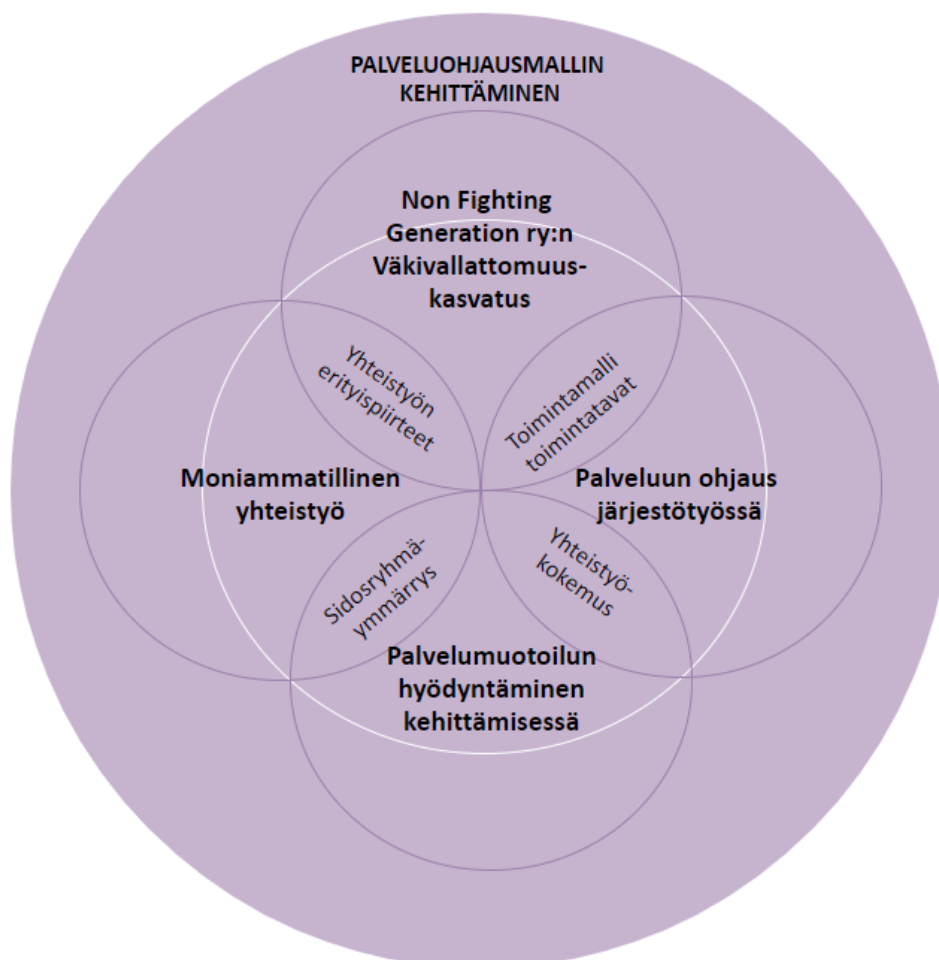 PALVELUOHJAUSMALLIN
KEHITTÄMINEN
Non Fighting
Generation ry:n
Väkivallattomuus-
kasvatus
Yhteistyön
erityispiirteet
Toimintamalli
toimintatavat
Moniammatillinen
yhteistyö
Palveluun ohjaus
järjestötyössä
Sidosryhmä-
ymmärrys
Yhteistyö-
kokemus
Palvelumuotoilun
hyödyntäminen
kehittämisessä